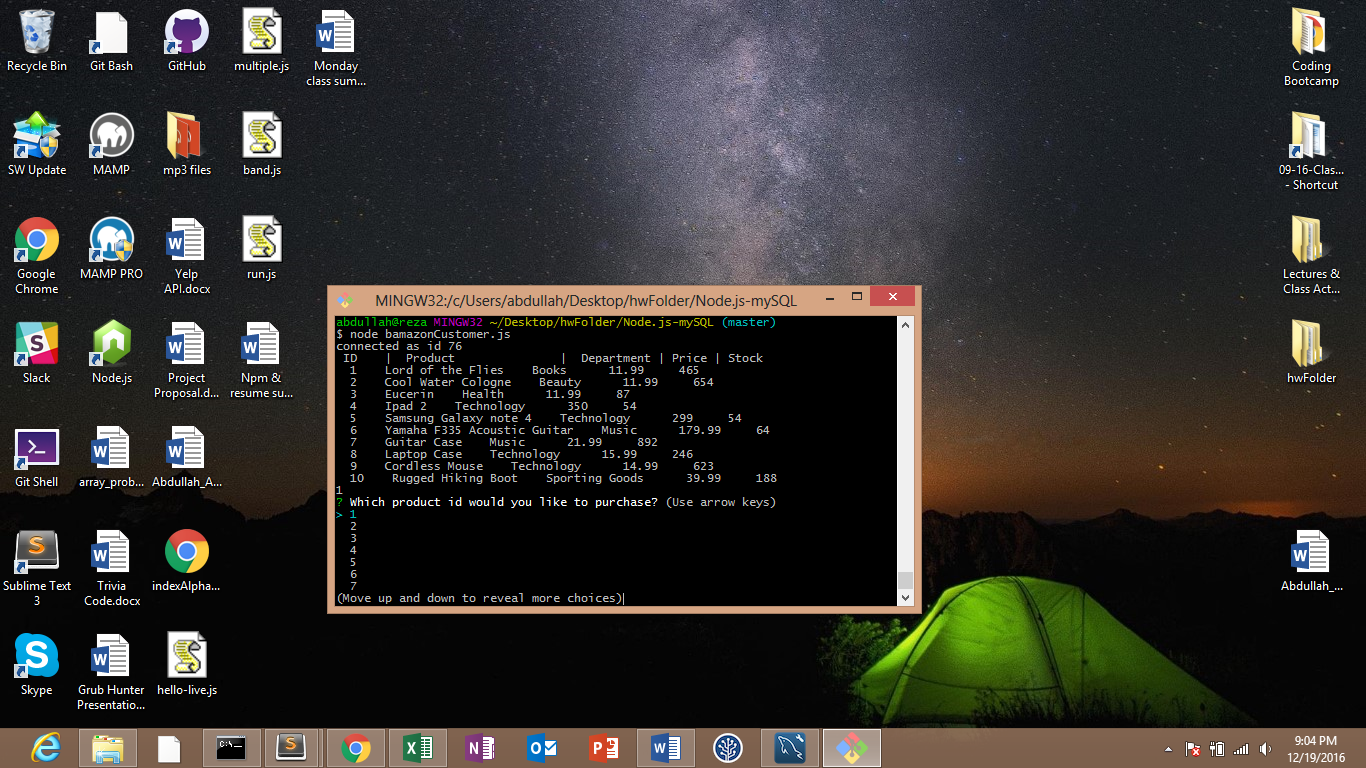 Recycle Bin
Git Bash
GitHub
multiple.js
Monday
class sum...
SW Update
MAMP
mp3 files
band.js
Google
Chrome
MAMP PRO
Yelp
API.docx
run.js
Slack
Node.js
Project
Proposal.d...
Npm &
resume su...
Git Shell
array_prob...
Abdullah_A...
Sublime Text
3
Trivia
Code.docx
indexAlpha...
Skype
Grub Hunter
Presentatio...
hello-live.js
Coding
Bootcamp
09-16-Clas...
- Shortcut
Lectures &
Class Act...
hwFolder
Abdullah_...
MINGW32:/c/Users/abdullah/Desktop/hwFolder/Node.js-mySQL
abdullah@reza MINGW32 ~/Desktop/hwFolder/Node.js-mySQL (master)
$ node bamazonCustomer.js
connected as id 76
ID | Product | Department | Price | Stock
1 Lord of the Flies Books 11.99 465
2 Cool Water Cologne Beauty 11.99 654
3 Eucerin Health 11.99 87
4 Ipad 2 Technology 350 54
5 Samsung Galaxy note 4 Technology 299 54
6 Yamaha F335 Acoustic Guitar Music 179.99 64
7 Guitar Case Music 21.99 892
8 Laptop Case Technology 15.99 246
9 Cordless Mouse Technology 14.99 623
10 Rugged Hiking Boot Sporting Goods 39.99 188
1
? Which product id would you like to purchase? (Use arrow keys)
> 1
2
3
4
5
6
7
(Move up and down to reveal more choices)
9:04 PM
12/19/2016